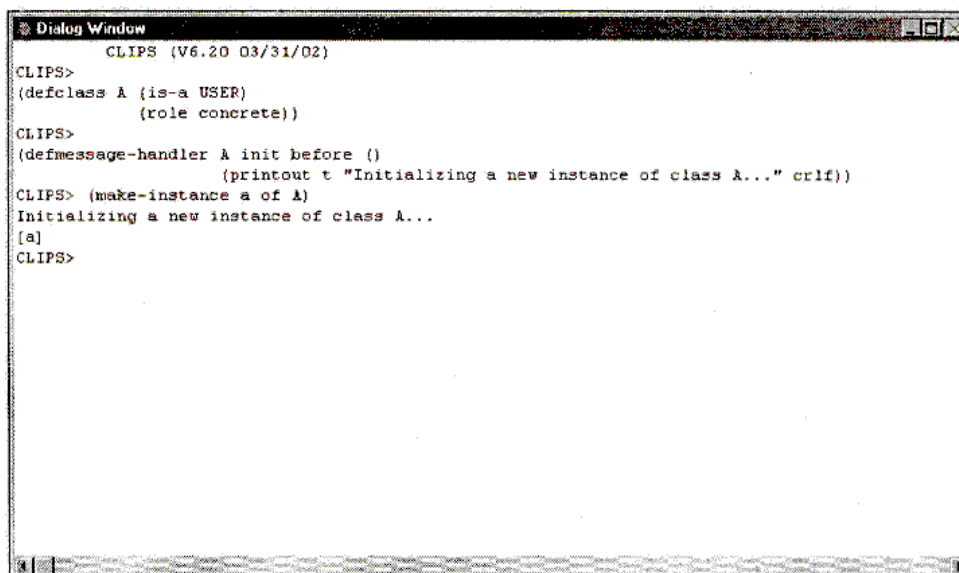 Dialog Window
CLIPS (V6.20 03/31/02)
CLIPS>
(defclass A (is-a USER)
(role concrete))
CLIPS>
(defmessage-handler A init before ()
(printout t "Initializing a new instance of class A..." crlf))
CLIPS> (make-instance a of A)
Initializing a new instance of class A...
[a]
CLIPS>